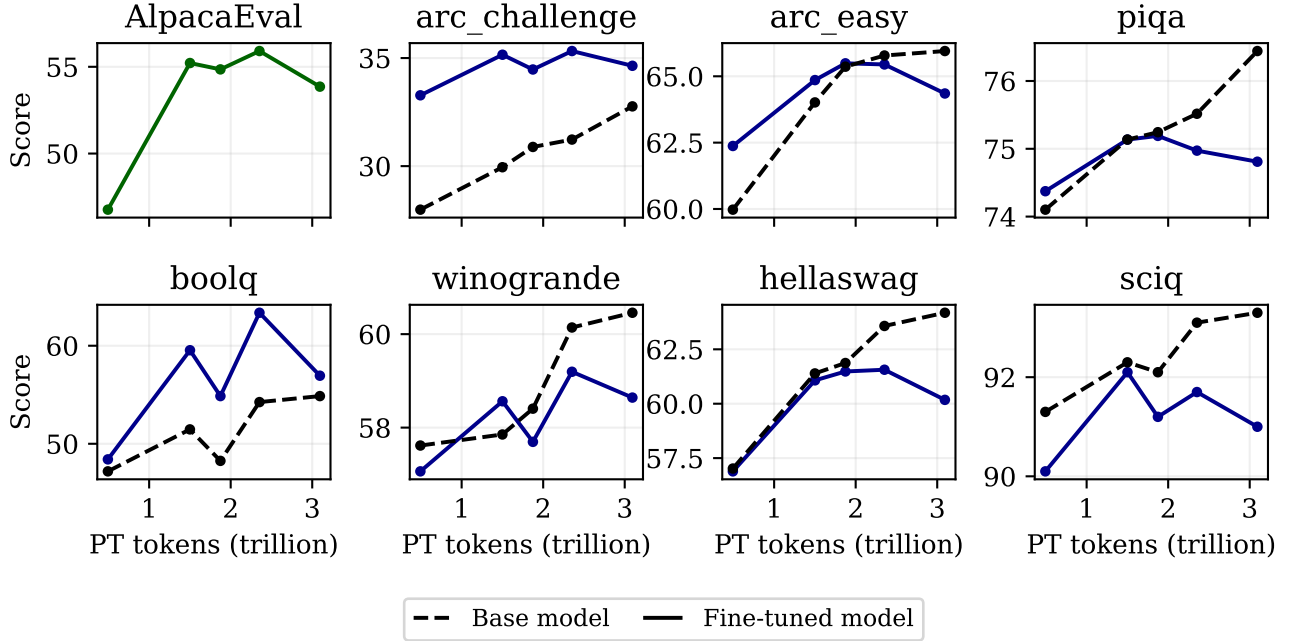 AlpacaEval
arc_challenge
arc_easy
piqa
Score
55
50
35
30
65.0
62.5
60.0
76
75
74
boolq
winogrande
hellaswag
sciq
Score
60
50
60
58
62.5
60.0
57.5
92
90
1 2 3
1 2 3
1 2 3
1 2 3
PT tokens (trillion)
PT tokens (trillion)
PT tokens (trillion)
PT tokens (trillion)
Base model
Fine-tuned model